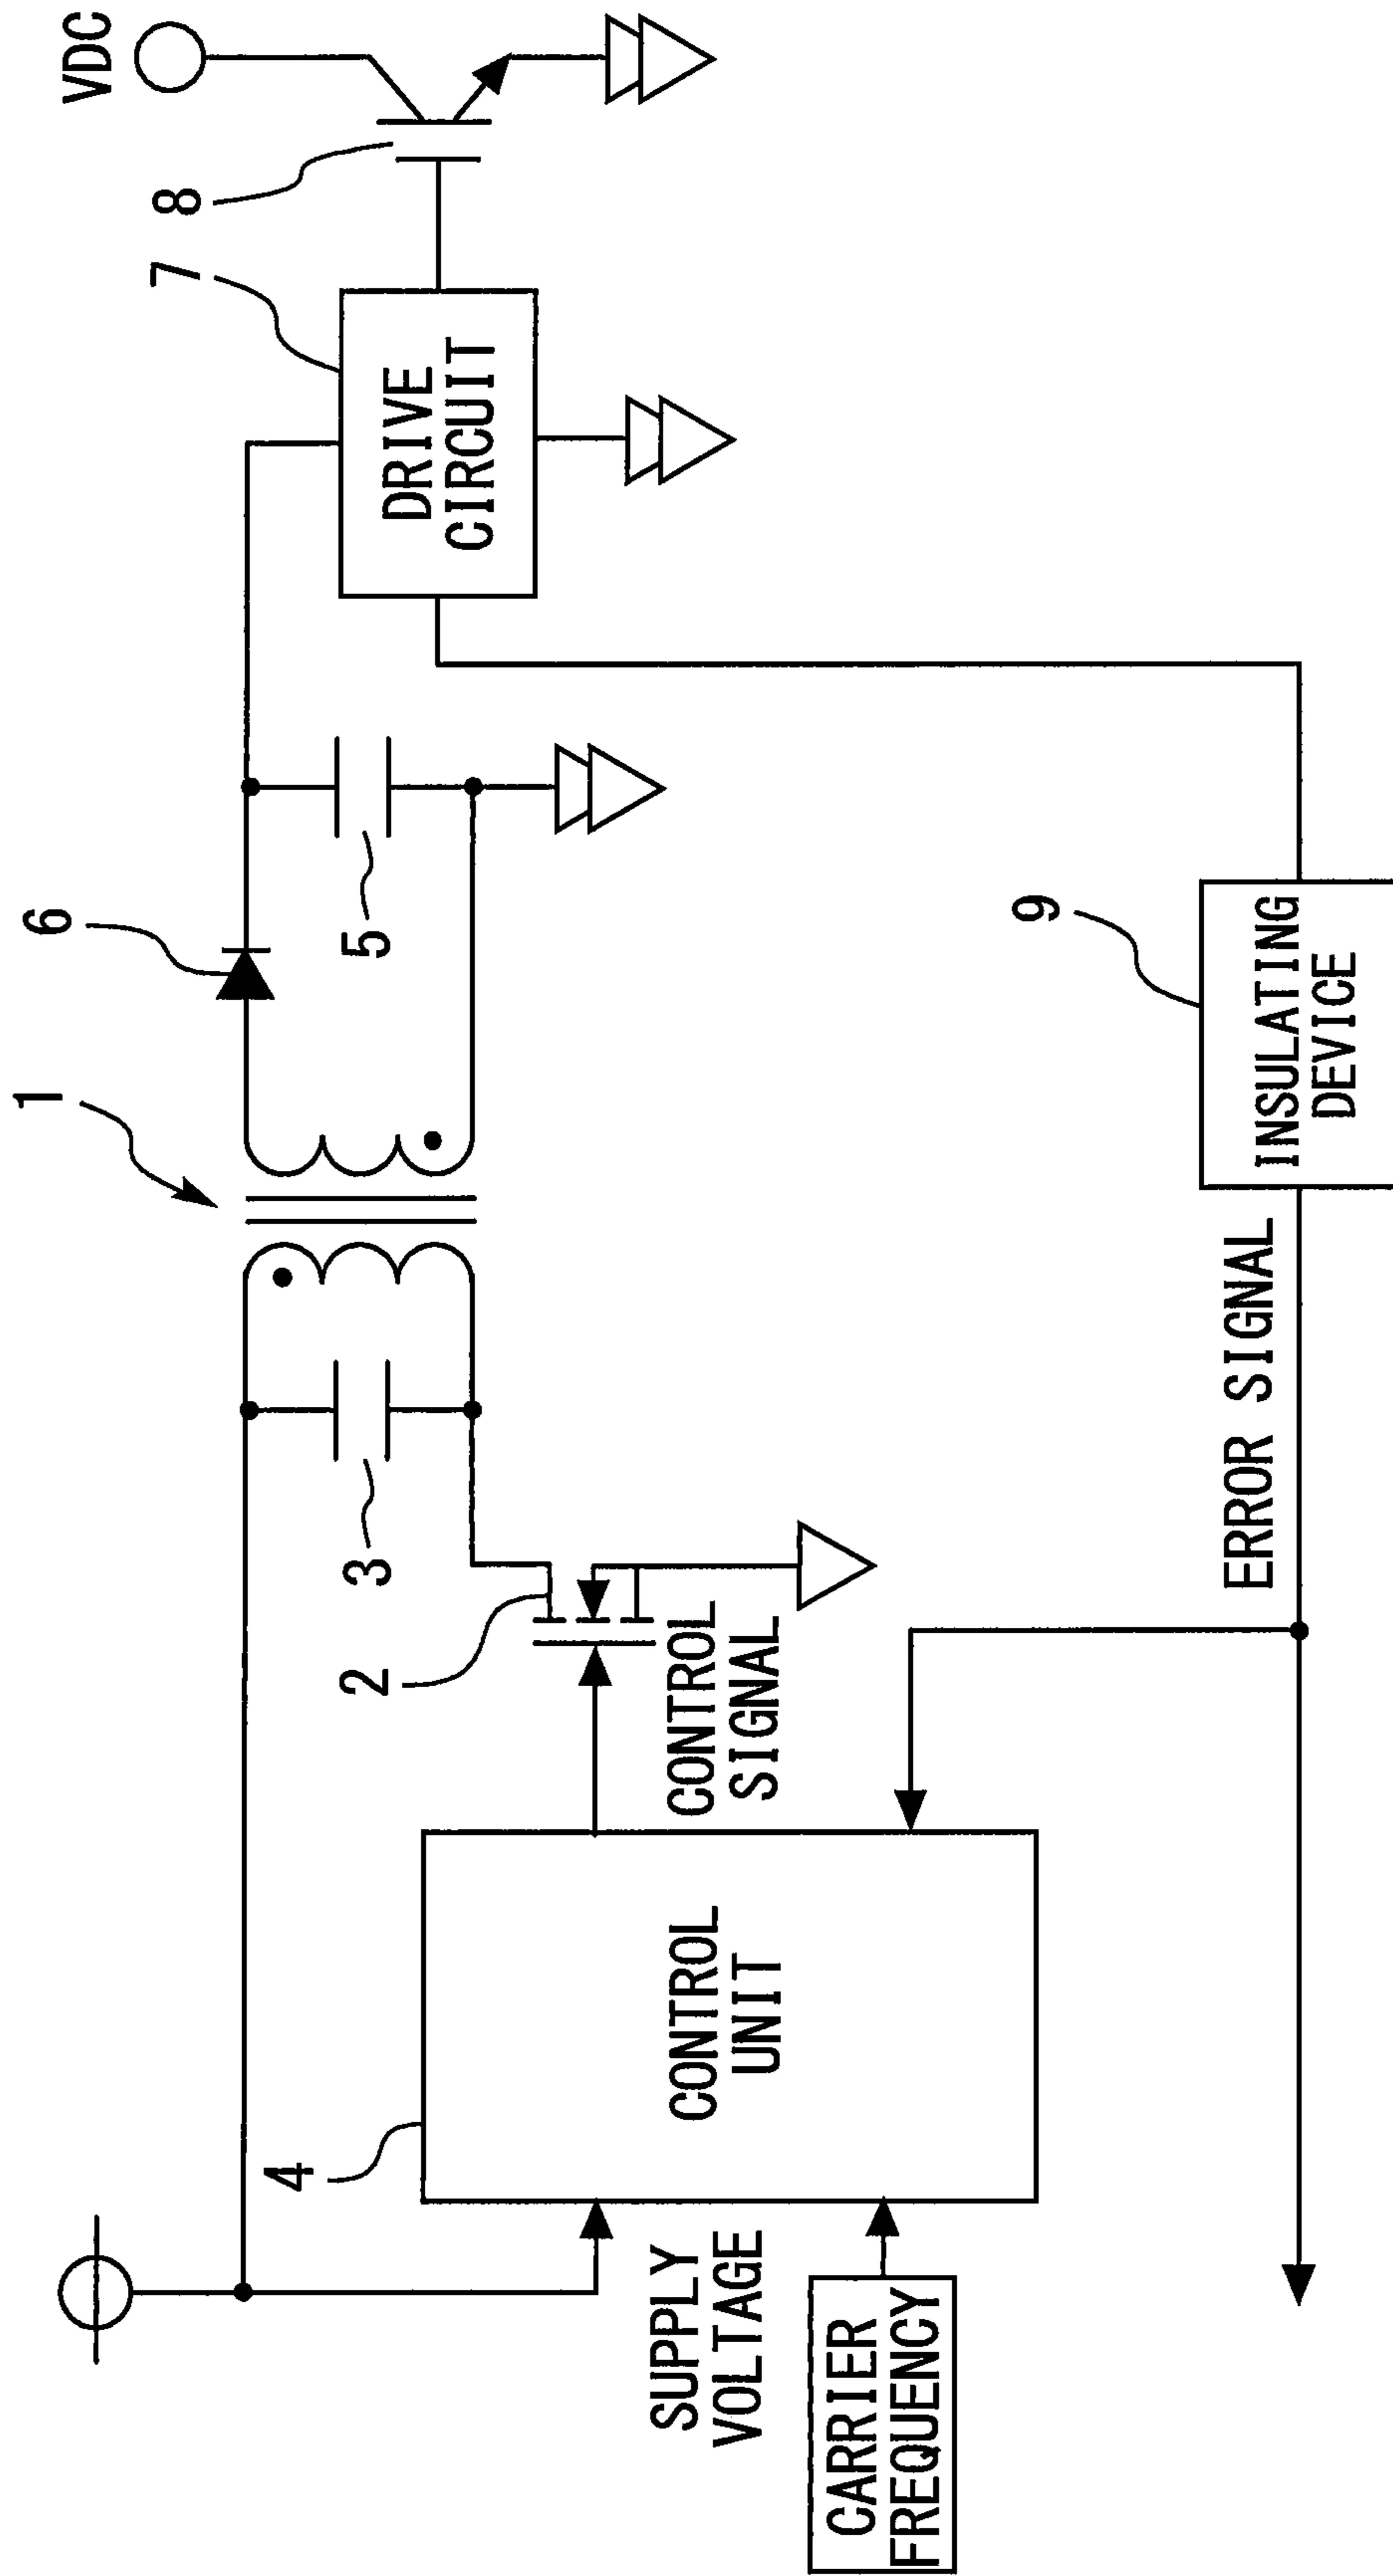 1
6
VDC
8
7
DRIVE
CIRCUIT
3
5
2
4
CONTROL
UNIT
CONTROL
SIGNAL
SUPPLY
VOLTAGE
CARRIER
FREQUENCY
9
ERROR SIGNAL
INSULATING
DEVICE